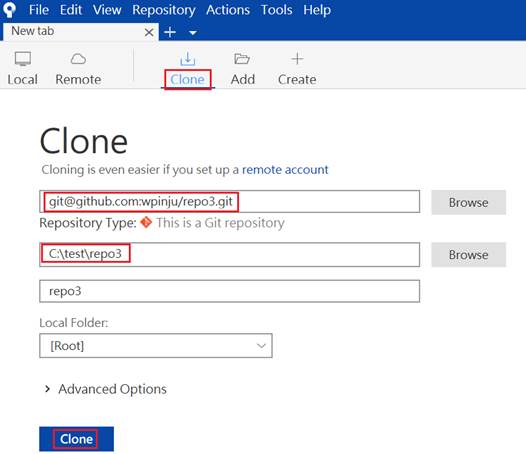 File Edit View Repository Actions Tools Help
New tab
Local Remote Clone Add Create
Clone
Cloning is even easier if you set up a remote account
git@github.com:wpinju/repo3.git Browse
Repository Type: This is a Git repository
C:\test\repo3 Browse
repo3
Local Folder:
[Root]
Advanced Options
Clone